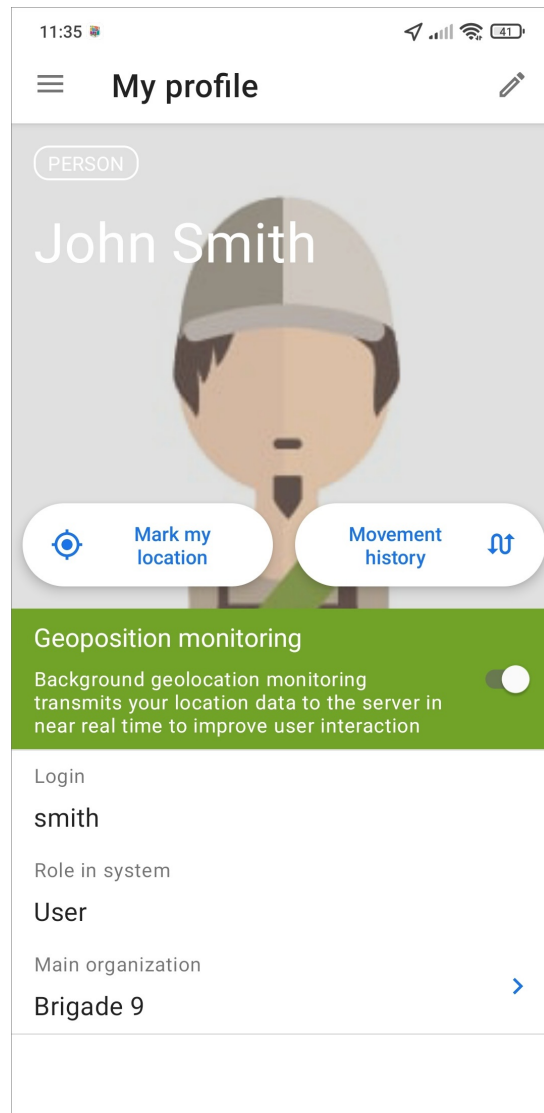 11:35
41
My profile
PERSON
John Smith
Mark my
location
Movement
history
Geoposition monitoring
Background geolocation monitoring
transmits your location data to the server in
near real time to improve user interaction
Login
smith
Role in system
User
Main organization
Brigade 9